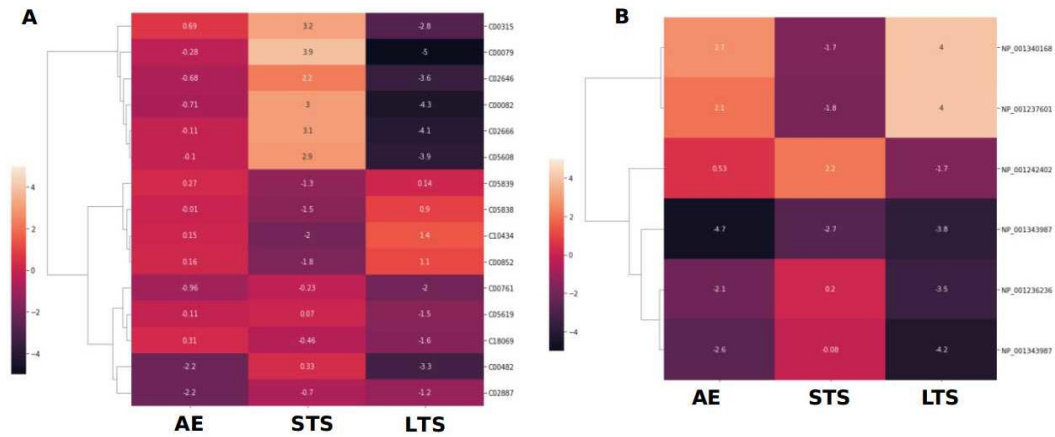 A
0.69 3.2 -2.8 C00315
-0.28 3.9 -5 C00079
-0.68 2.2 -3.6 C02646
-0.71 3 -4.3 C00082
-0.11 3.1 -4.1 C02666
-0.1 2.9 -3.9 C05608
0.27 -1.3 0.14 C05839
-0.01 -1.5 0.9 C05838
0.15 -2 1.4 C10434
0.16 -1.8 1.1 C00852
-0.96 -0.23 -2 C00761
-0.11 0.07 -1.5 C05619
0.31 -0.46 -1.6 C18069
-2.2 0.33 -3.3 C00482
-2.2 -0.7 -1.2 C02887
4
2
0
-2
-4
AE STS LTS
B
2.7 -1.7 4 NP_001340168
2.1 -1.8 4 NP_001237601
0.53 2.2 -1.7 NP_001242402
-4.7 -2.7 -3.8 NP_001343987
-2.1 0.2 -3.5 NP_001236236
-2.6 -0.08 -4.2 NP_001343987
4
2
0
-2
-4
AE STS LTS